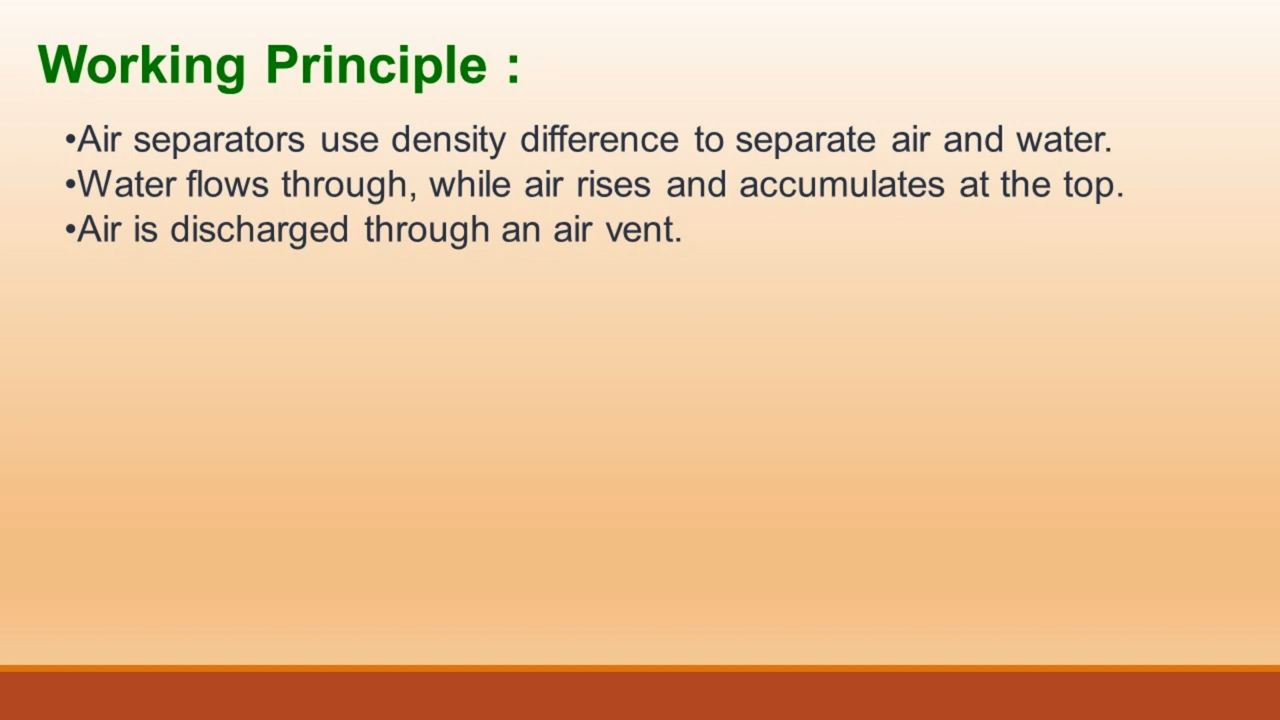 Working Principle :
•Air separators use density difference to separate air and water.
•Water flows through, while air rises and accumulates at the top.
•Air is discharged through an air vent.